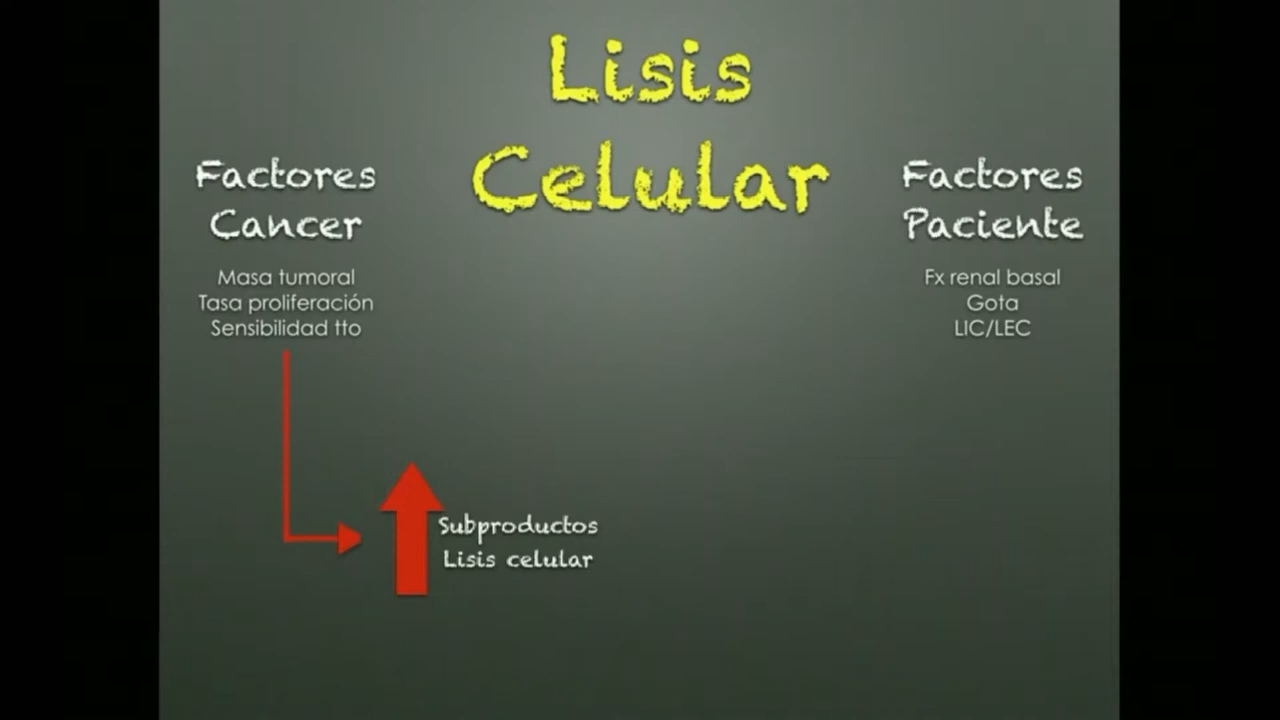 Lisis
Celular
Factores
Cancer
Masa tumoral
Tasa proliferación
Sensibilidad tto
Factores
Paciente
Fx renal basal
Gota
LIC/LEC
Subproductos
Lisis celular